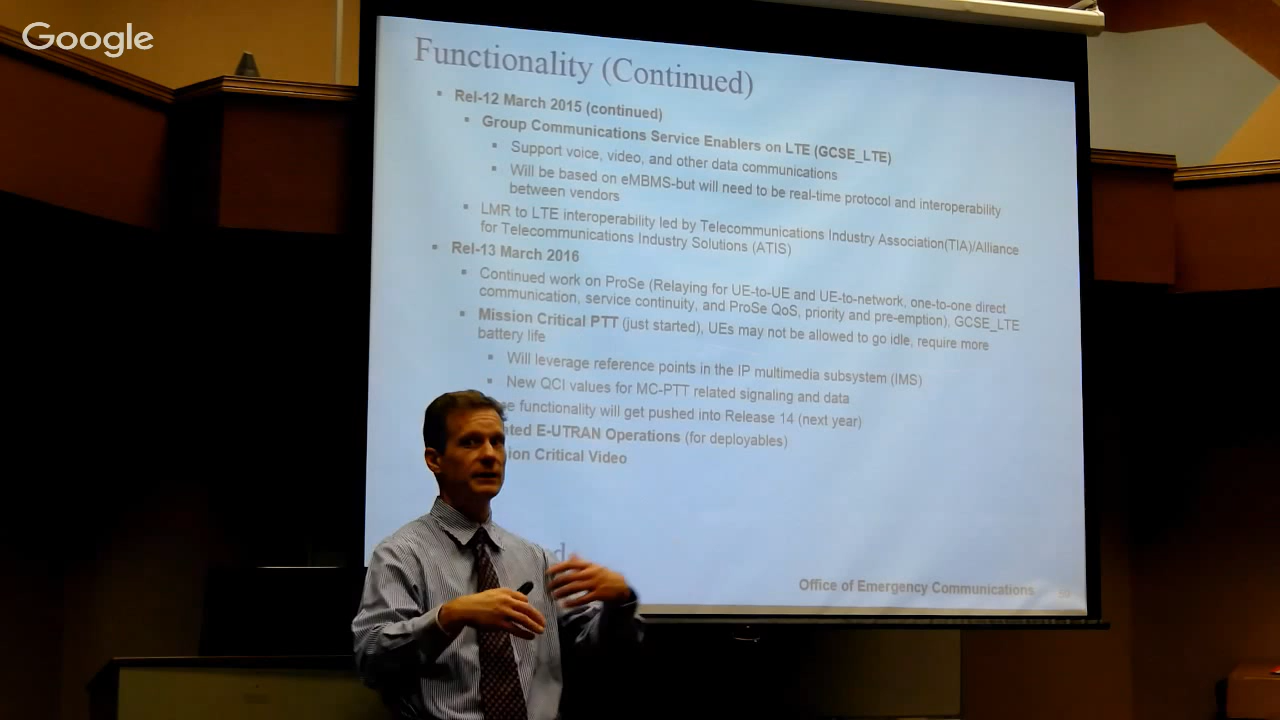 Google
Functionality (Continued)
Rel-12 March 2015 (continued)
Group Communications Service Enablers on LTE (GCSE_LTE)
Support voice, video, and other data communications
Will be based on eMBMS-but will need to be real-time protocol and interoperability
between vendors
LMR to LTE interoperability led by Telecommunications Industry Association(TIA)/Alliance
for Telecommunications Industry Solutions (ATIS)
Rel-13 March 2016
Continued work on ProSe (Relaying for UE-to-UE and UE-to-network, one-to-one direct
communication, service continuity, and ProSe QoS, priority and pre-emption), GCSE_LTE
Mission Critical PTT (just started), UEs may not be allowed to go idle, require more
battery life
Will leverage reference points in the IP multimedia subsystem (IMS)
New QCI values for MC-PTT related signaling and data
functionality will get pushed into Release 14 (next year)
E-UTRAN Operations (for deployables)
Critical Video
Office of Emergency Communications